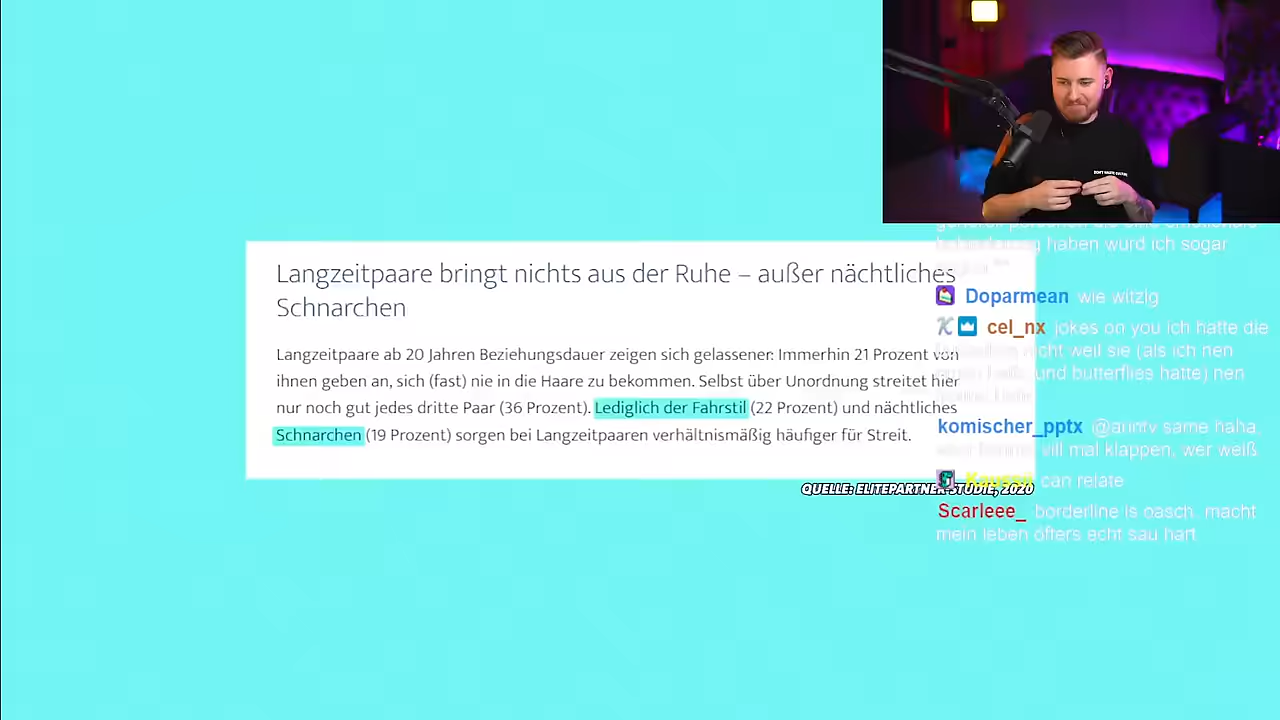 Langzeitpaare bringt nichts aus der Ruhe – außer nächtliches
Schnarchen
Langzeitpaare ab 20 Jahren Beziehungsdauer zeigen sich gelassener: Immerhin 21 Prozent von
ihnen geben an, sich (fast) nie in die Haare zu bekommen. Selbst über Unordnung streitet hier
nur noch gut jedes dritte Paar (36 Prozent). Lediglich der Fahrstil (22 Prozent) und nächtliches
Schnarchen (19 Prozent) sorgen bei Langzeitpaaren verhältnismäßig häufiger für Streit.
QUELLE: ELITEPARTNER-STUDIE, 2020
haben würd ich sogar
Doparmean wie witzig
cel_nx jokes on you ich hatte die
nicht weil sie (als ich nen
und butterflies hatte) nen
komischer_pptx @auntv same haha,
will mal klappen, wer weiß
can relate
Scarleee_ borderline is oasch, macht
mein leben öfters echt sau hart